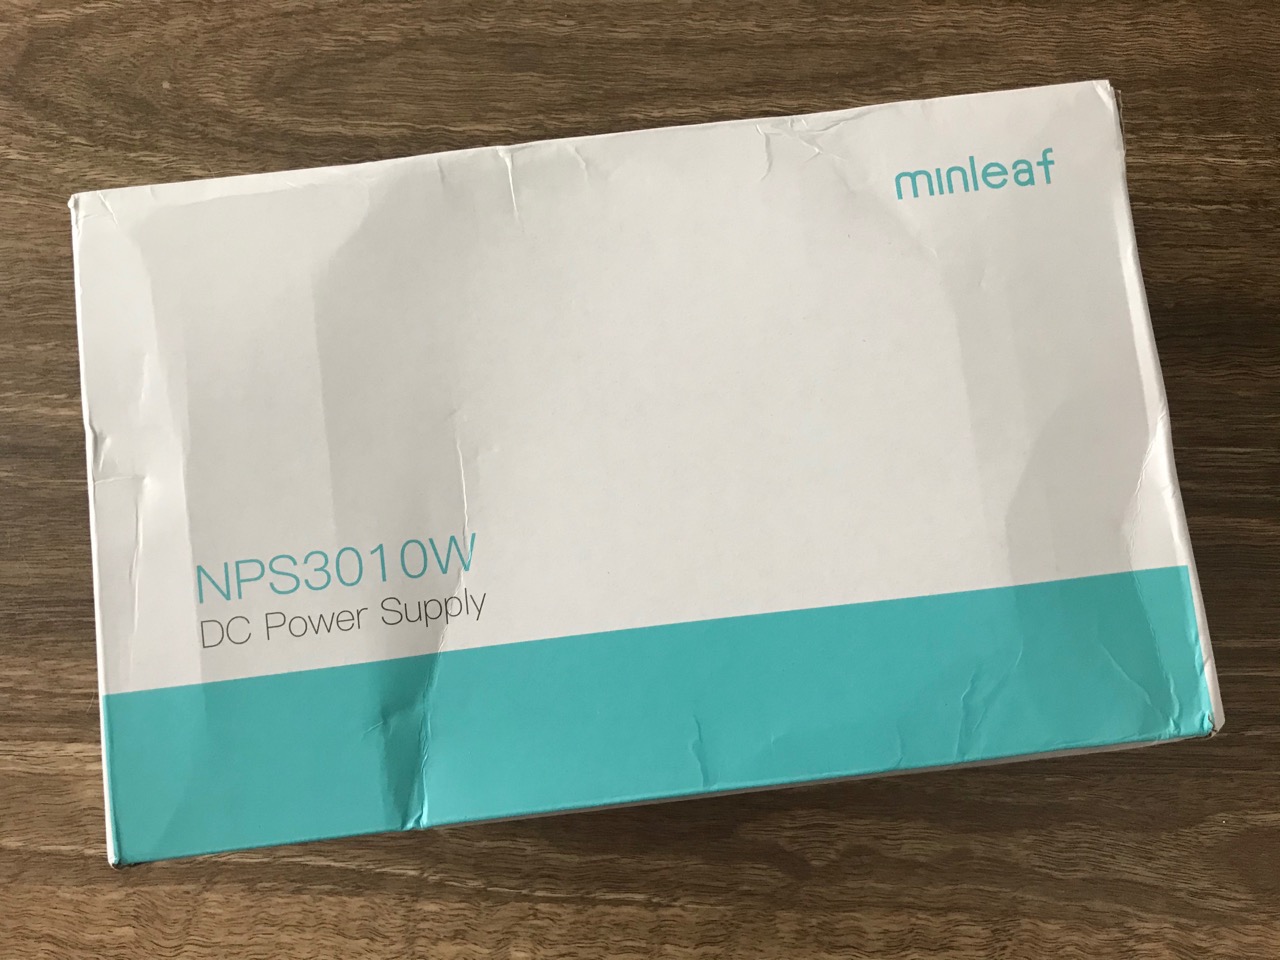 minleaf
NPS3010W
DC Power Supply